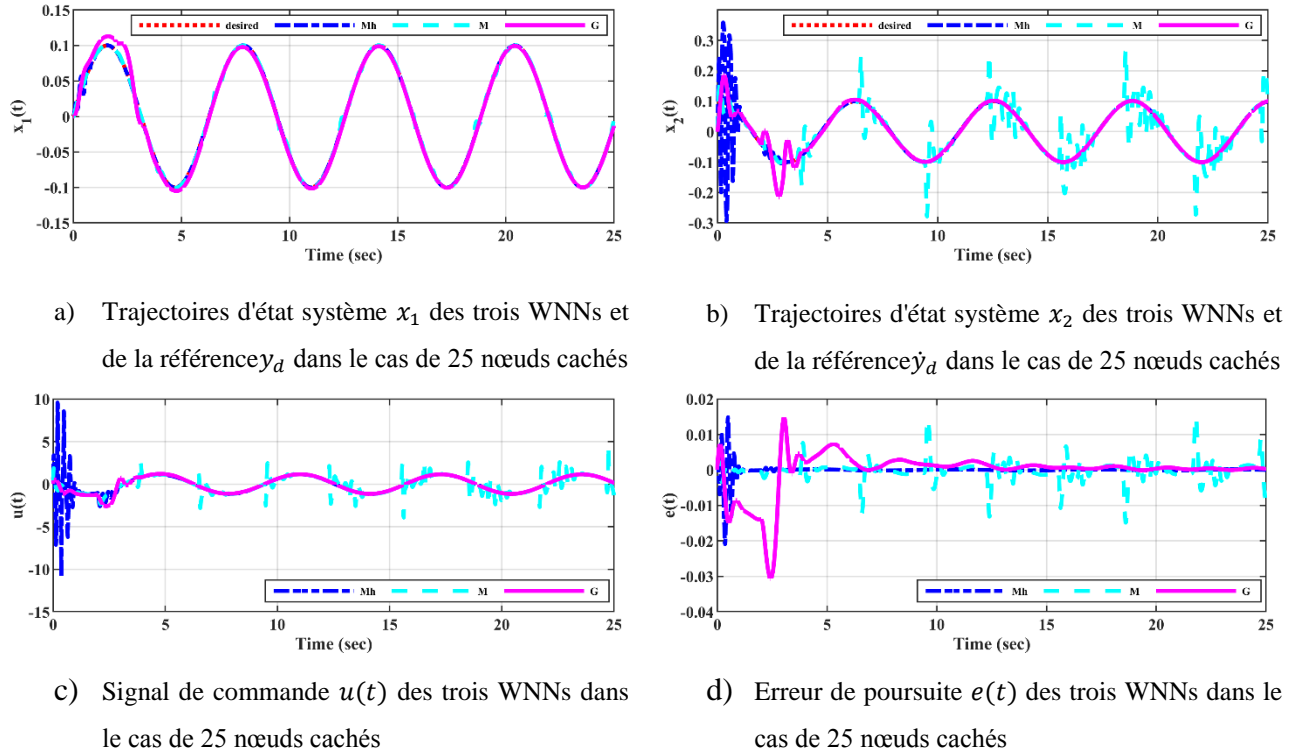 desired Mh M G
0.15
0.1
0.05
0
-0.05
-0.1
-0.15
x₁(t)
0 5 10 15 20 25
Time (sec)
desired Mh M G
0.4
0.3
0.2
0.1
0
-0.1
-0.2
-0.3
x₂(t)
0 5 10 15 20 25
Time (sec)
a) Trajectoires d'état système 𝑥₁ des trois WNNs et
de la référence𝑦𝑑 dans le cas de 25 nœuds cachés
b) Trajectoires d'état système 𝑥₂ des trois WNNs et
de la référence𝑦̇𝑑 dans le cas de 25 nœuds cachés
10
5
0
-5
-10
-15
u(t)
Mh M G
0 5 10 15 20 25
Time (sec)
0.02
0.01
0
-0.01
-0.02
-0.03
-0.04
e(t)
Mh M G
0 5 10 15 20 25
Time (sec)
c) Signal de commande 𝑢(𝑡) des trois WNNs dans
le cas de 25 nœuds cachés
d) Erreur de poursuite 𝑒(𝑡) des trois WNNs dans le
cas de 25 nœuds cachés